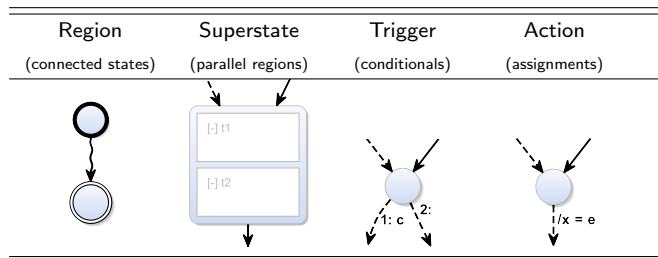 Region Superstate Trigger Action
(connected states) (parallel regions) (conditionals) (assignments)
[-] t1
[-] t2
1: c 2:
/x = e